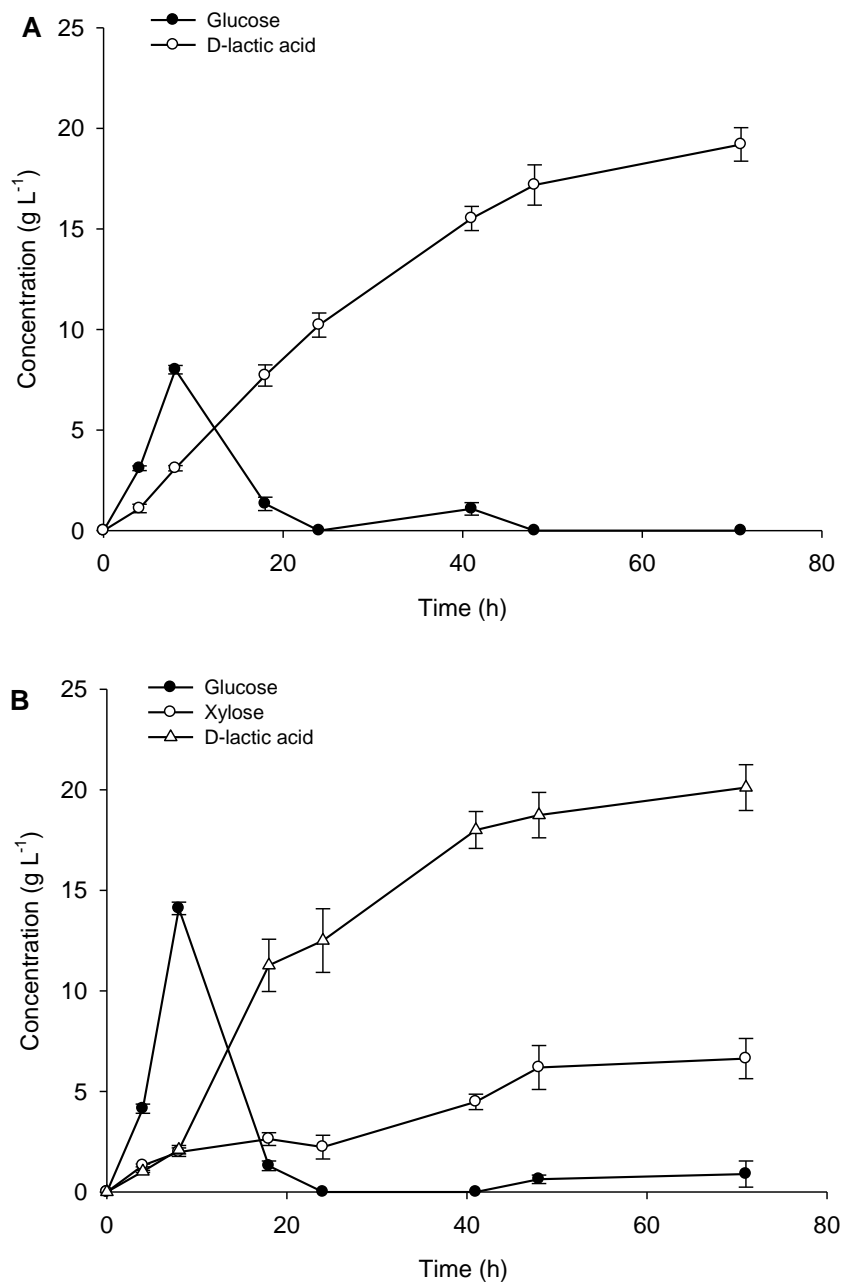 A
Glucose
D-lactic acid
25
20
15
10
5
0
Concentration (g L⁻¹)
0 20 40 60 80
Time (h)
B
Glucose
Xylose
D-lactic acid
25
20
15
10
5
0
Concentration (g L⁻¹)
0 20 40 60 80
Time (h)